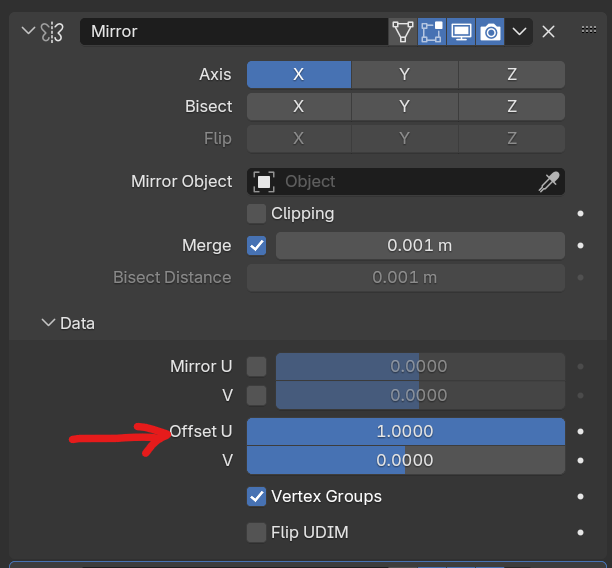 Mirror
Axis X Y Z
Bisect X Y Z
Flip X Y Z
Mirror Object Object
Clipping
Merge 0.001 m
Bisect Distance 0.001 m
Data
Mirror U 0.0000
V 0.0000
Offset U 1.0000
V 0.0000
Vertex Groups
Flip UDIM